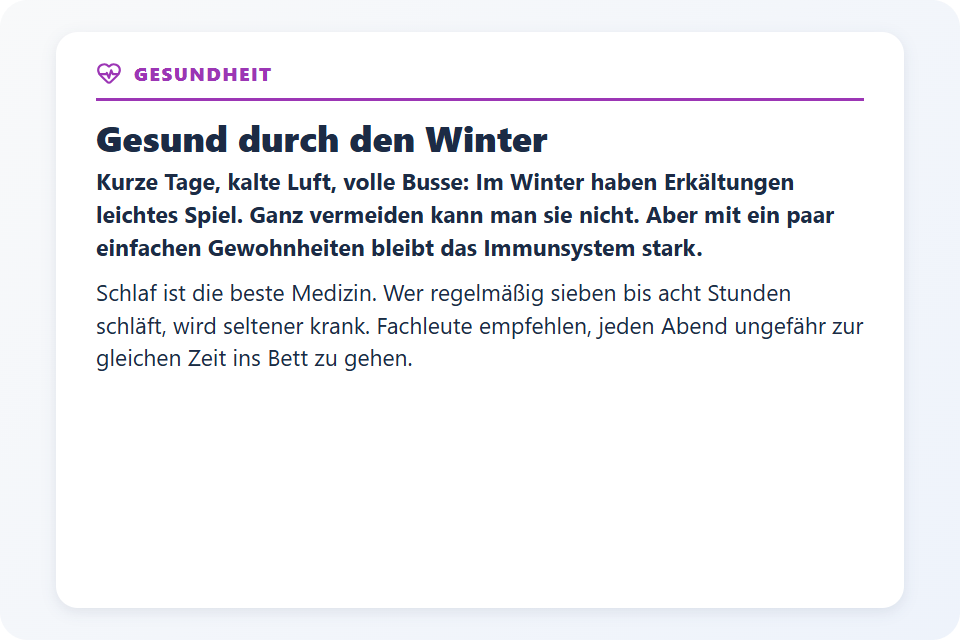 GESUNDHEIT
Gesund durch den Winter
Kurze Tage, kalte Luft, volle Busse: Im Winter haben Erkältungen
leichtes Spiel. Ganz vermeiden kann man sie nicht. Aber mit ein paar
einfachen Gewohnheiten bleibt das Immunsystem stark.
Schlaf ist die beste Medizin. Wer regelmäßig sieben bis acht Stunden
schläft, wird seltener krank. Fachleute empfehlen, jeden Abend ungefähr zur
gleichen Zeit ins Bett zu gehen.